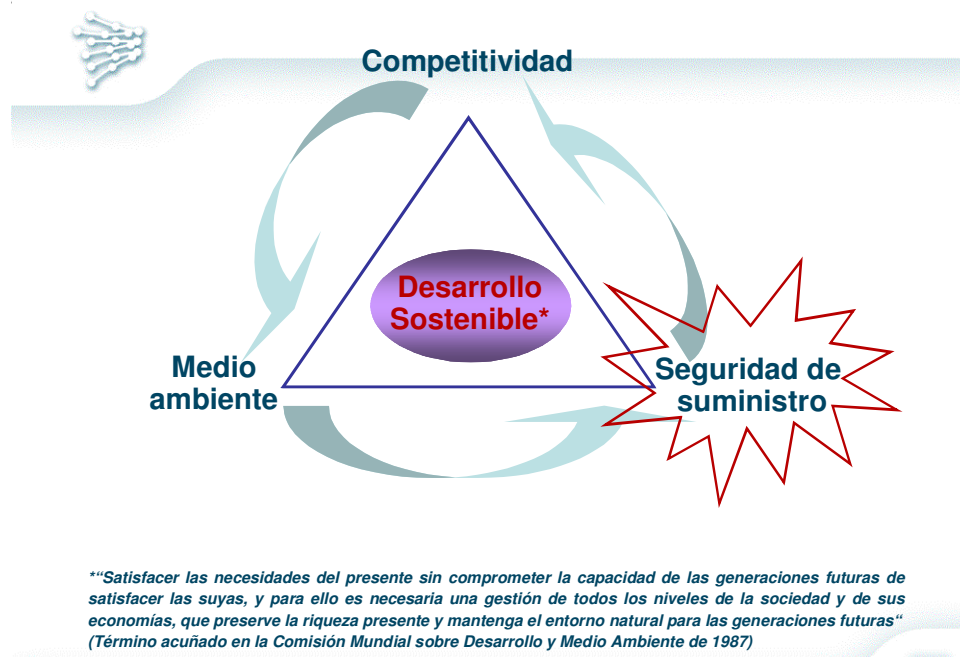 Competitividad
Desarrollo
Sostenible*
Medio
ambiente
Seguridad de
suministro
*“Satisfacer las necesidades del presente sin comprometer la capacidad de las generaciones futuras de
satisfacer las suyas, y para ello es necesaria una gestión de todos los niveles de la sociedad y de sus
economías, que preserve la riqueza presente y mantenga el entorno natural para las generaciones futuras“
(Término acuñado en la Comisión Mundial sobre Desarrollo y Medio Ambiente de 1987)